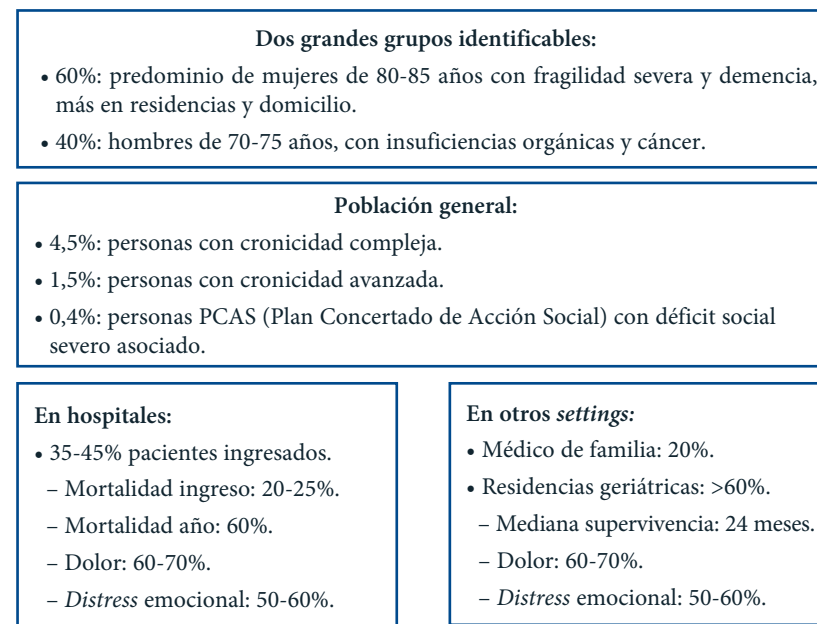 Dos grandes grupos identificables:
• 60%: predominio de mujeres de 80-85 años con fragilidad severa y demencia,
más en residencias y domicilio.
• 40%: hombres de 70-75 años, con insuficiencias orgánicas y cáncer.
Población general:
• 4,5%: personas con cronicidad compleja.
• 1,5%: personas con cronicidad avanzada.
• 0,4%: personas PCAS (Plan Concertado de Acción Social) con déficit social
severo asociado.
En hospitales:
• 35-45% pacientes ingresados.
– Mortalidad ingreso: 20-25%.
– Mortalidad año: 60%.
– Dolor: 60-70%.
– Distress emocional: 50-60%.
En otros settings:
• Médico de familia: 20%.
• Residencias geriátricas: >60%.
– Mediana supervivencia: 24 meses.
– Dolor: 60-70%.
– Distress emocional: 50-60%.